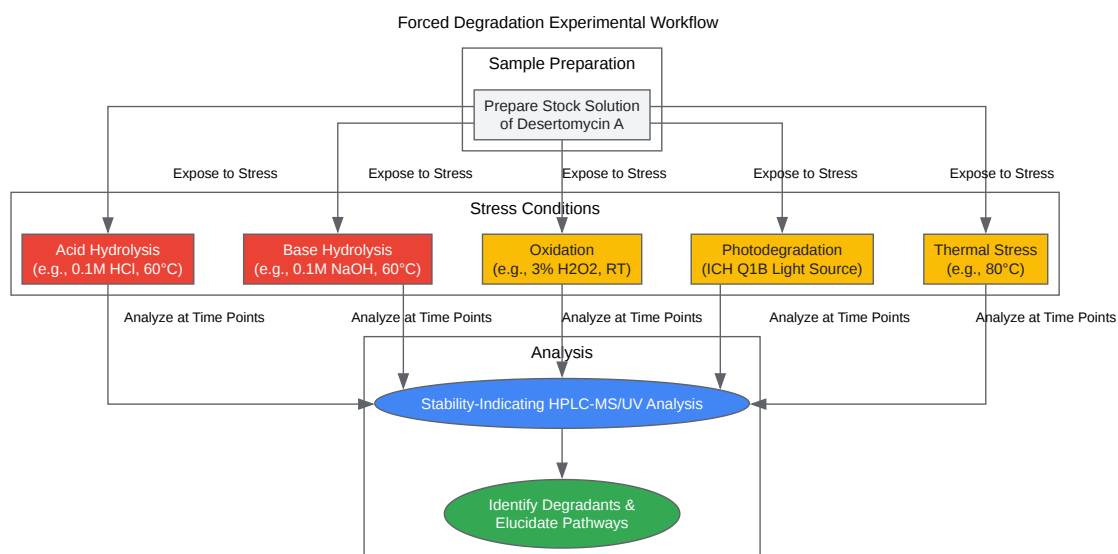 Forced Degradation Experimental Workflow
Sample Preparation
Prepare Stock Solution
of Desertomycin A
Expose to Stress
Expose to Stress
Expose to Stress
Expose to Stress
Expose to Stress
Stress Conditions
Acid Hydrolysis
(e.g., 0.1M HCl, 60°C)
Base Hydrolysis
(e.g., 0.1M NaOH, 60°C)
Oxidation
(e.g., 3% H2O2, RT)
Photodegradation
(ICH Q1B Light Source)
Thermal Stress
(e.g., 80°C)
Analyze at Time Points
Analyze at Time Points
Analyze at Time Points
Analyze at Time Points
Analyze at Time Points
Analysis
Stability-Indicating HPLC-MS/UV Analysis
Identify Degradants &
Elucidate Pathways